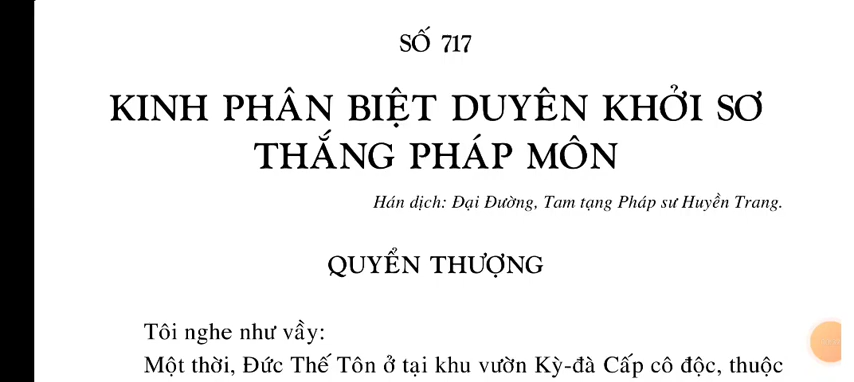 SỐ 717
KINH PHÂN BIỆT DUYÊN KHỞI SƠ
THẮNG PHÁP MÔN
Hán dịch: Đại Đường, Tam tạng Pháp sư Huyền Trang.
QUYỂN THƯỢNG
Tôi nghe như vầy:
Một thời, Đức Thế Tôn ở tại khu vườn Kỳ-đà Cấp cô độc, thuộc